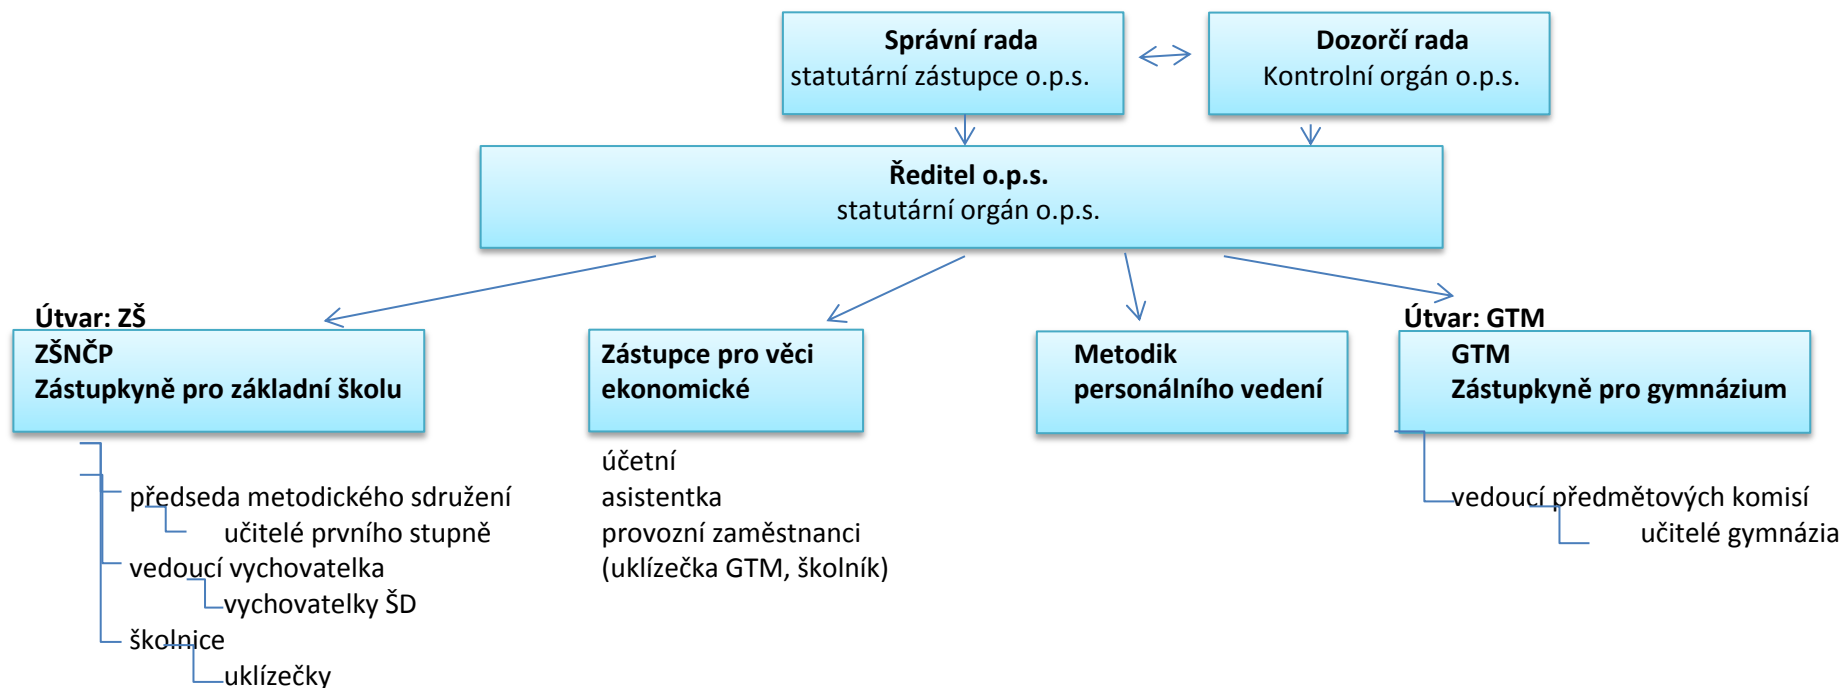 Správní rada
statutární zástupce o.p.s.
Dozorčí rada
Kontrolní orgán o.p.s.
Ředitel o.p.s.
statutární orgán o.p.s.
Útvar: ZŠ
ZŠNČP
Zástupkyně pro základní školu
předseda metodického sdružení
učitelé prvního stupně
vedoucí vychovatelka
vychovatelky ŠD
školnice
uklízečky
Zástupce pro věci
ekonomické
účetní
asistentka
provozní zaměstnanci
(uklízečka GTM, školník)
Metodik
personálního vedení
Útvar: GTM
GTM
Zástupkyně pro gymnázium
vedoucí předmětových komisí
učitelé gymnázia